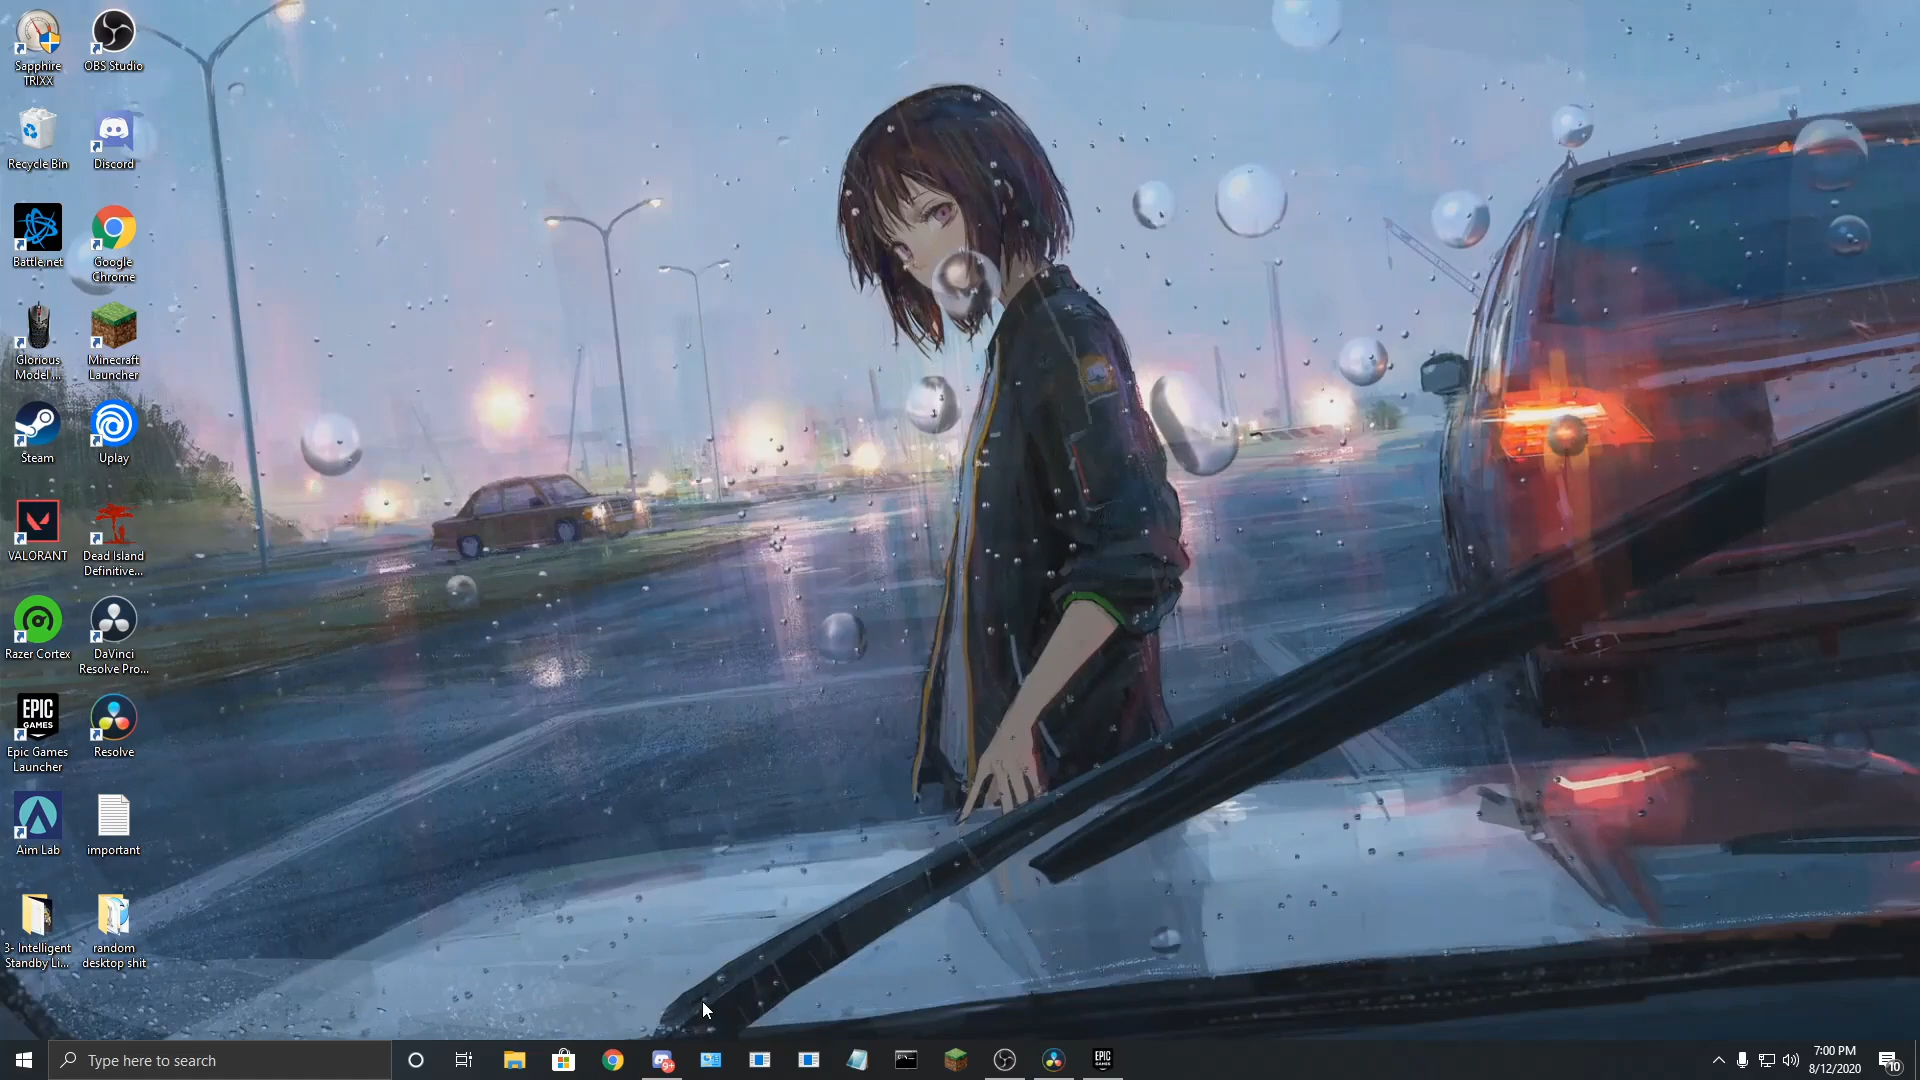 Sapphire
TRIXX
OBS Studio
Recycle Bin
Discord
Battle.net
Google
Chrome
Glorious
Model ...
Minecraft
Launcher
Steam
Uplay
VALORANT
Dead Island
Definitive...
Razer Cortex
DaVinci
Resolve Pro...
EPIC
GAMES
Epic Games
Launcher
Resolve
Aim Lab
important
3- Intelligent
Standby Li...
random
desktop shit
Type here to search
9+
EPIC
7:00 PM
8/12/2020
10